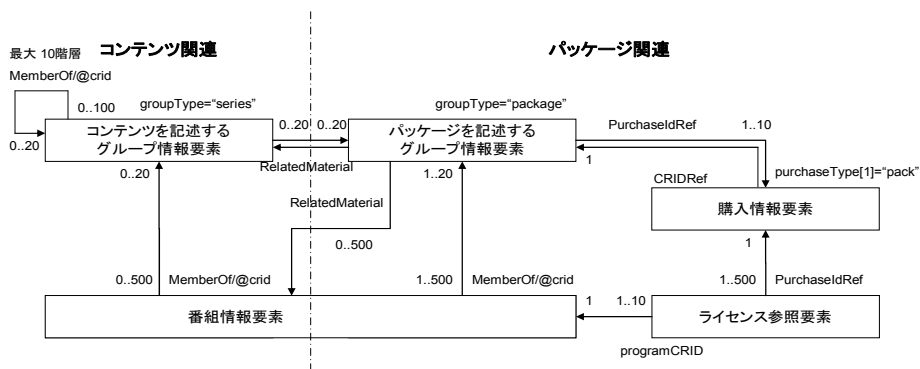 コンテンツ関連
パッケージ関連
最大 10階層
MemberOf/@crid
0..100
groupType="series"
groupType="package"
0..20
コンテンツを記述する
グループ情報要素
0..20
0..20
パッケージを記述する
グループ情報要素
PurchaseIdRef
1..10
1
RelatedMaterial
0..20
1..20
CRIDRef
purchaseType[1]="pack"
購入情報要素
RelatedMaterial
0..500
1
0..500
MemberOf/@crid
1..500
MemberOf/@crid
1..500
PurchaseIdRef
番組情報要素
1
1..10
ライセンス参照要素
programCRID